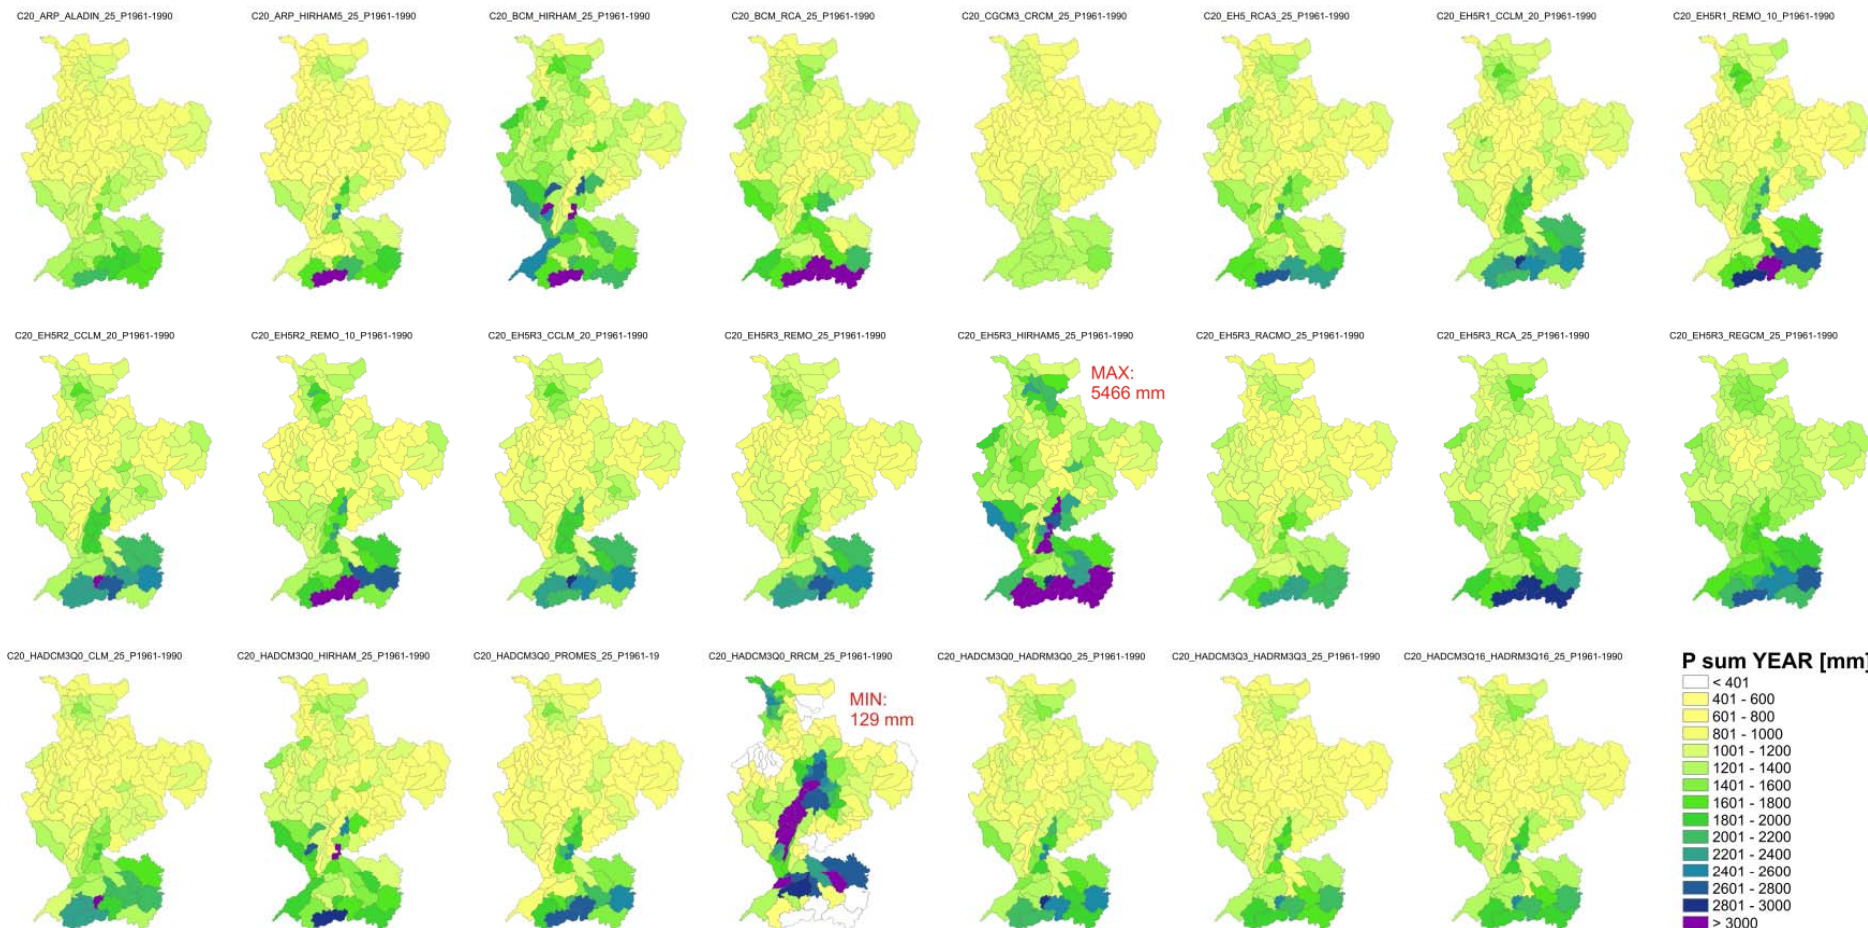 C20_ARP_ALADIN_25_P1961-1990
C20_ARP_HIRHAM5_25_P1961-1990
C20_BCM_HIRHAM_25_P1961-1990
C20_BCM_RCA_25_P1961-1990
C20_CGCM3_CRCM_25_P1961-1990
C20_EH5_RCA3_25_P1961-1990
C20_EH5R1_CCLM_20_P1961-1990
C20_EH5R1_REMO_10_P1961-1990
C20_EH5R2_CCLM_20_P1961-1990
C20_EH5R2_REMO_10_P1961-1990
C20_EH5R3_CCLM_20_P1961-1990
C20_EH5R3_REMO_25_P1961-1990
C20_EH5R3_HIRHAM5_25_P1961-1990
C20_EH5R3_RACMO_25_P1961-1990
C20_EH5R3_RCA_25_P1961-1990
C20_EH5R3_REGCM_25_P1961-1990
MAX:
5466 mm
C20_HADCM3Q0_CLM_25_P1961-1990
C20_HADCM3Q0_HIRHAM_25_P1961-1990
C20_HADCM3Q0_PROMES_25_P1961-19
C20_HADCM3Q0_RRCM_25_P1961-1990
C20_HADCM3Q0_HADRM3Q0_25_P1961-1990
C20_HADCM3Q3_HADRM3Q3_25_P1961-1990
C20_HADCM3Q16_HADRM3Q16_25_P1961-1990
MIN:
129 mm
P sum YEAR [mm]
< 401
401 - 600
601 - 800
801 - 1000
1001 - 1200
1201 - 1400
1401 - 1600
1601 - 1800
1801 - 2000
2001 - 2200
2201 - 2400
2401 - 2600
2601 - 2800
2801 - 3000
> 3000